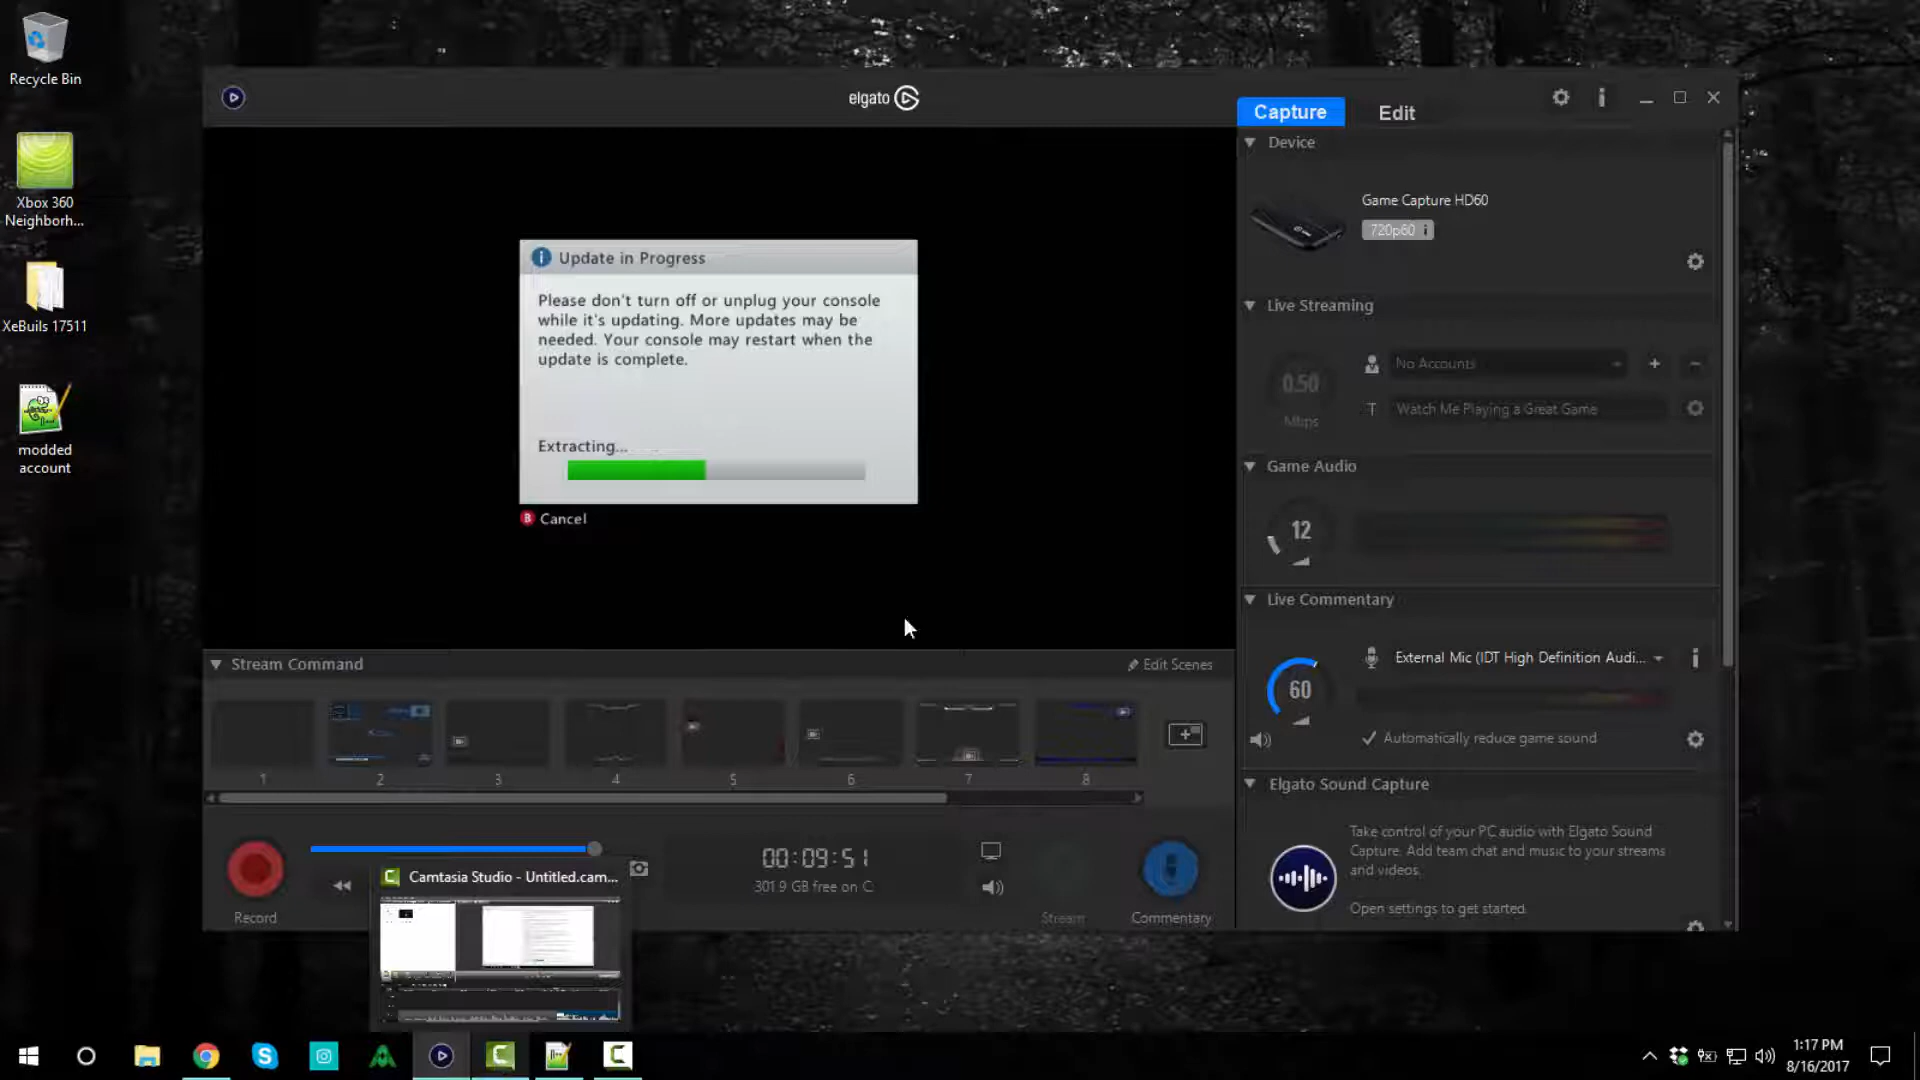 Recycle Bin
Xbox 360
Neighborh...
XeBuils 17511
modded
account
elgato
Capture
Edit
Update in Progress
Please don't turn off or unplug your console
while it's updating. More updates may be
needed. Your console may restart when the
update is complete.
Extracting...
B Cancel
Device
Game Capture HD60
720p60 i
Live Streaming
0.50
Mbps
No Accounts
T Watch Me Playing a Great Game
Game Audio
12
Live Commentary
External Mic (IDT High Definition Audi...
60
Automatically reduce game sound
Elgato Sound Capture
Take control of your PC audio with Elgato Sound
Capture. Add team chat and music to your streams
and videos.
Open settings to get started.
Stream Command
Edit Scenes
1
2
3
4
5
6
7
8
Record
00:09:51
301.9 GB free on C:
Stream
Commentary
Camtasia Studio - Untitled.cam...
1:17 PM
8/16/2017